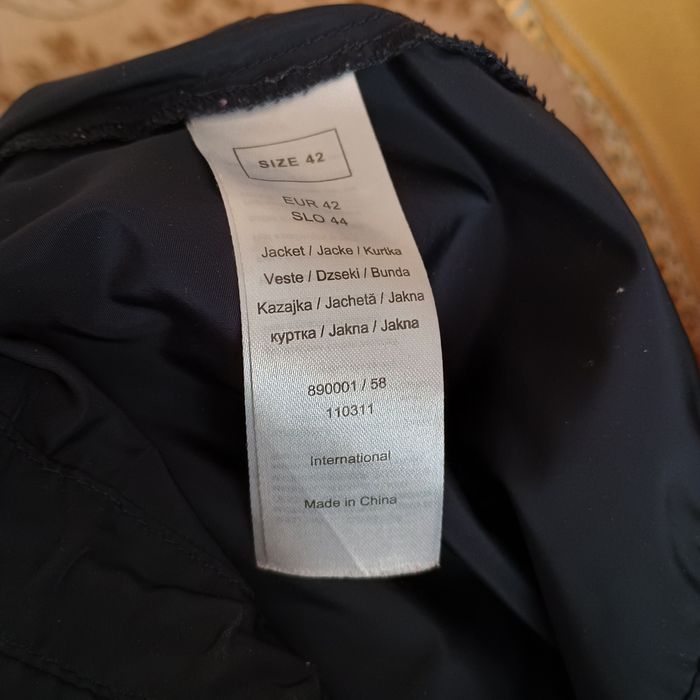 SIZE 42
EUR 42
SLO 44
Jacket / Jacke / Kurtka
Veste / Dzseki / Bunda
Kazajka / Jachetă / Jakna
куртка / Jakna / Jakna
890001 / 58
110311
International
Made in China